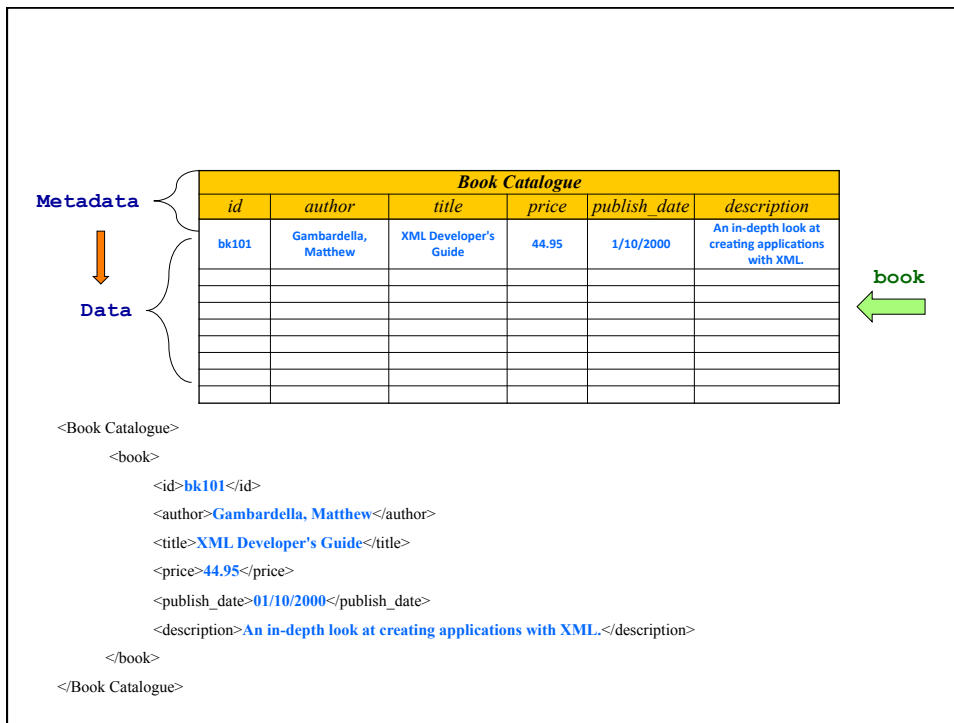 Book Catalogue
Metadata
id author title price publish_date description
bk101 Gambardella, Matthew XML Developer's Guide 44.95 1/10/2000 An in-depth look at creating applications with XML.
book
Data
<Book Catalogue>
<book>
<id>bk101</id>
<author>Gambardella, Matthew</author>
<title>XML Developer's Guide</title>
<price>44.95</price>
<publish_date>01/10/2000</publish_date>
<description>An in-depth look at creating applications with XML.</description>
</book>
</Book Catalogue>